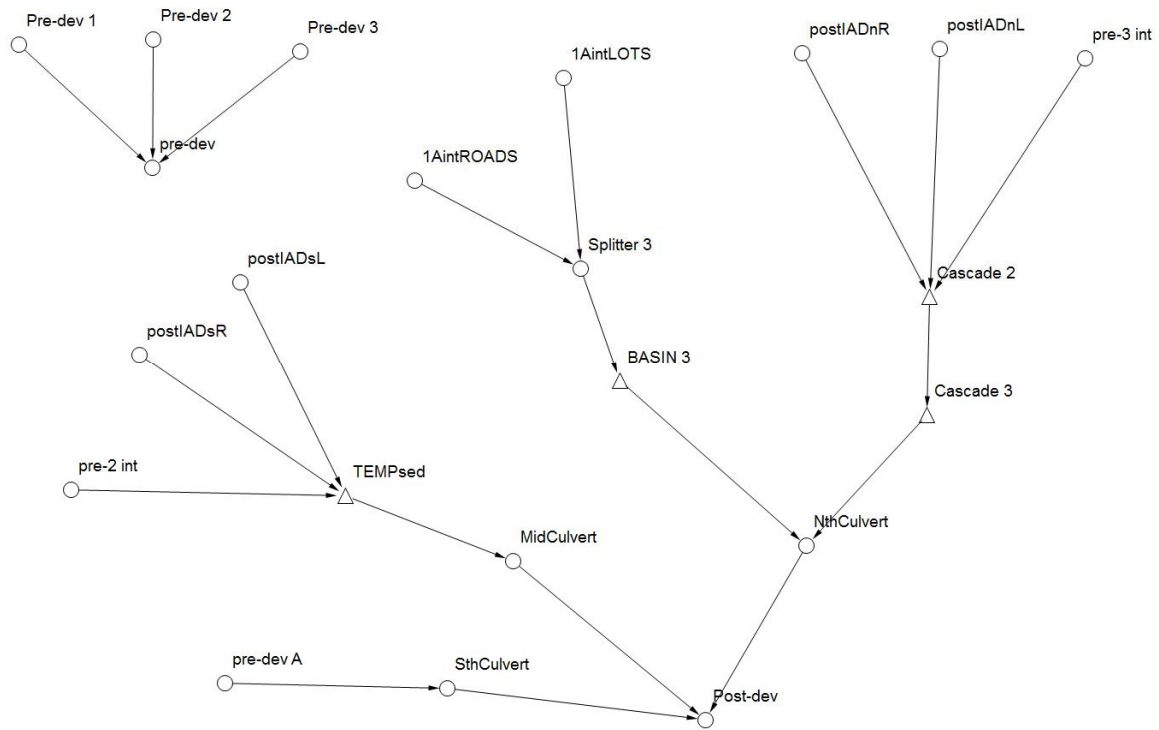 Pre-dev 1
Pre-dev 2
Pre-dev 3
pre-dev
1AintLOTS
1AintROADS
postIADnR
postIADnL
pre-3 int
Splitter 3
Cascade 2
postIADsL
postIADsR
BASIN 3
Cascade 3
pre-2 int
TEMPsed
MidCulvert
NthCulvert
pre-dev A
SthCulvert
Post-dev